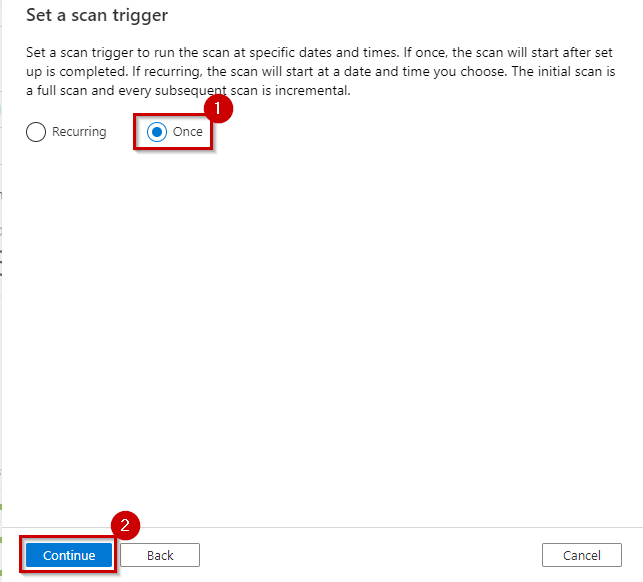 Set a scan trigger
Set a scan trigger to run the scan at specific dates and times. If once, the scan will start after set
up is completed. If recurring, the scan will start at a date and time you choose. The initial scan is
a full scan and every subsequent scan is incremental.
1
Recurring Once
2
Continue Back Cancel